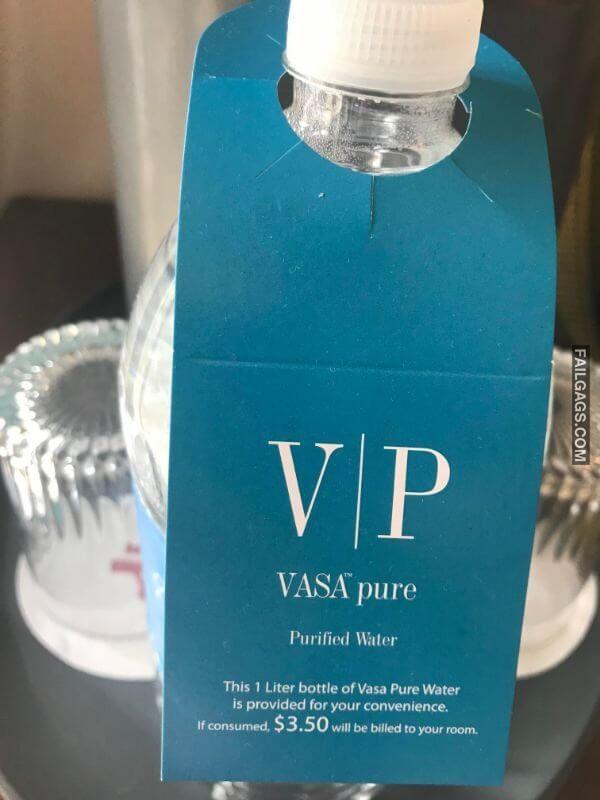 V|P
VASA™ pure
Purified Water
This 1 Liter bottle of Vasa Pure Water
is provided for your convenience.
If consumed, $3.50 will be billed to your room.
FAILGAGS.COM